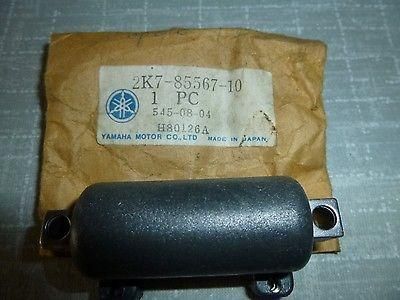 2K7-85567-10
1 PC
545-08-04
H80126A
YAMAHA MOTOR CO., LTD MADE IN JAPAN.